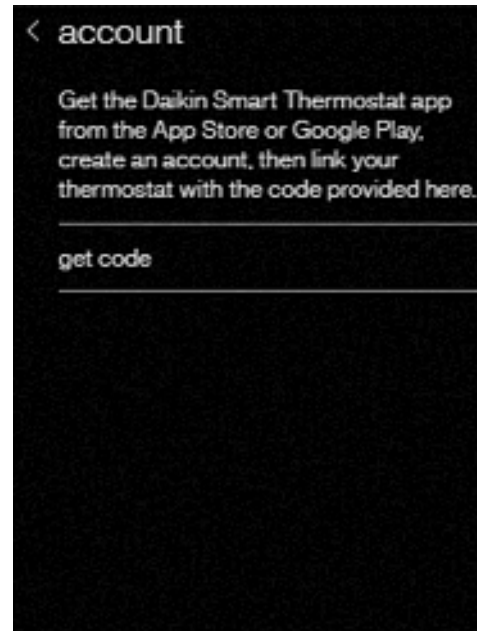 < account
Get the Daikin Smart Thermostat app
from the App Store or Google Play,
create an account, then link your
thermostat with the code provided here.
get code